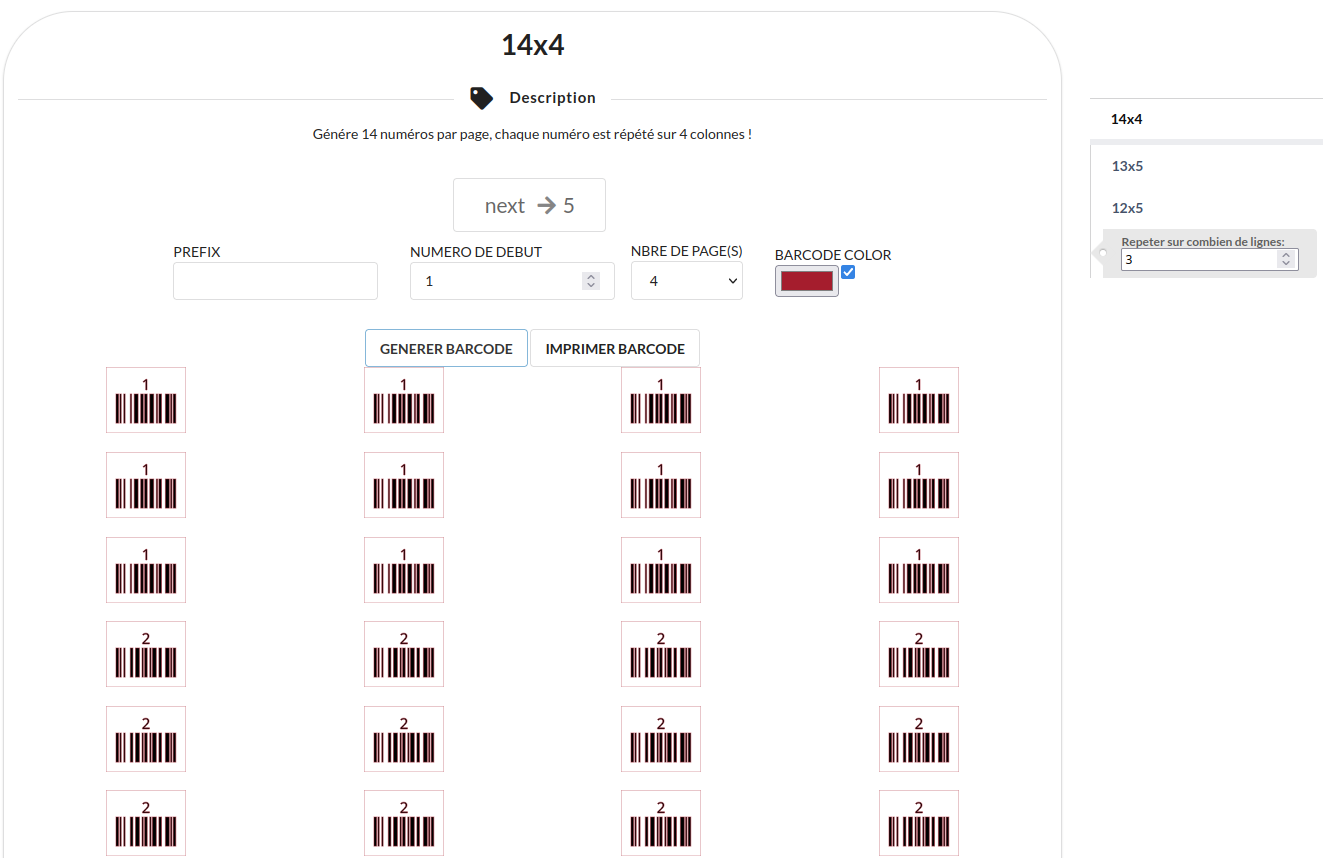 14x4
Description
Génére 14 numéros par page, chaque numéro est répété sur 4 colonnes !
next 5
PREFIX NUMERO DE DEBUT NBRE DE PAGE(S) BARCODE COLOR
1 4
GENERER BARCODE IMPRIMER BARCODE
1 1 1 1
1 1 1 1
1 1 1 1
2 2 2 2
2 2 2 2
2 2 2 2
14x4
13x5
12x5
Repeter sur combien de lignes:
3